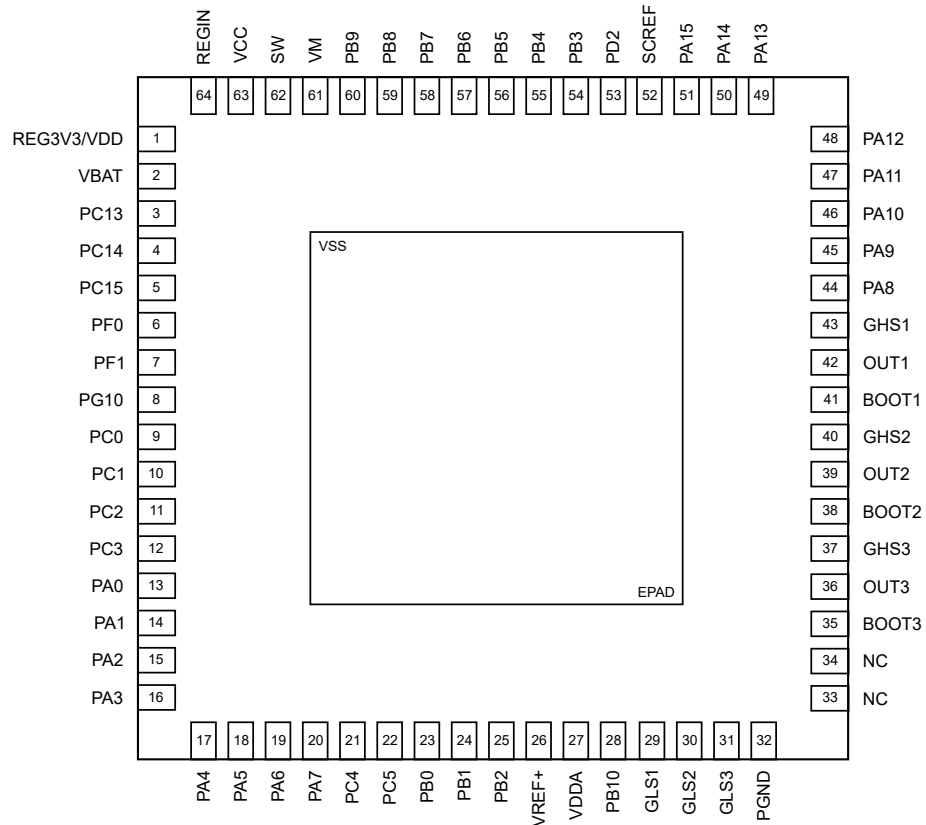 REGIN VCC SW VM PB9 PB8 PB7 PB6 PB5 PB4 PB3 PD2 SCREF PA15 PA14 PA13
64 63 62 61 60 59 58 57 56 55 54 53 52 51 50 49
REG3V3/VDD 1 48 PA12
VBAT 2 47 PA11
PC13 3 46 PA10
PC14 4 VSS 45 PA9
PC15 5 44 PA8
PF0 6 43 GHS1
PF1 7 42 OUT1
PG10 8 41 BOOT1
PC0 9 40 GHS2
PC1 10 39 OUT2
PC2 11 38 BOOT2
PC3 12 37 GHS3
PA0 13 EPAD 36 OUT3
PA1 14 35 BOOT3
PA2 15 34 NC
PA3 16 33 NC
17 18 19 20 21 22 23 24 25 26 27 28 29 30 31 32
PA4 PA5 PA6 PA7 PC4 PC5 PB0 PB1 PB2 VREF+ VDDA PB10 GLS1 GLS2 GLS3 PGND